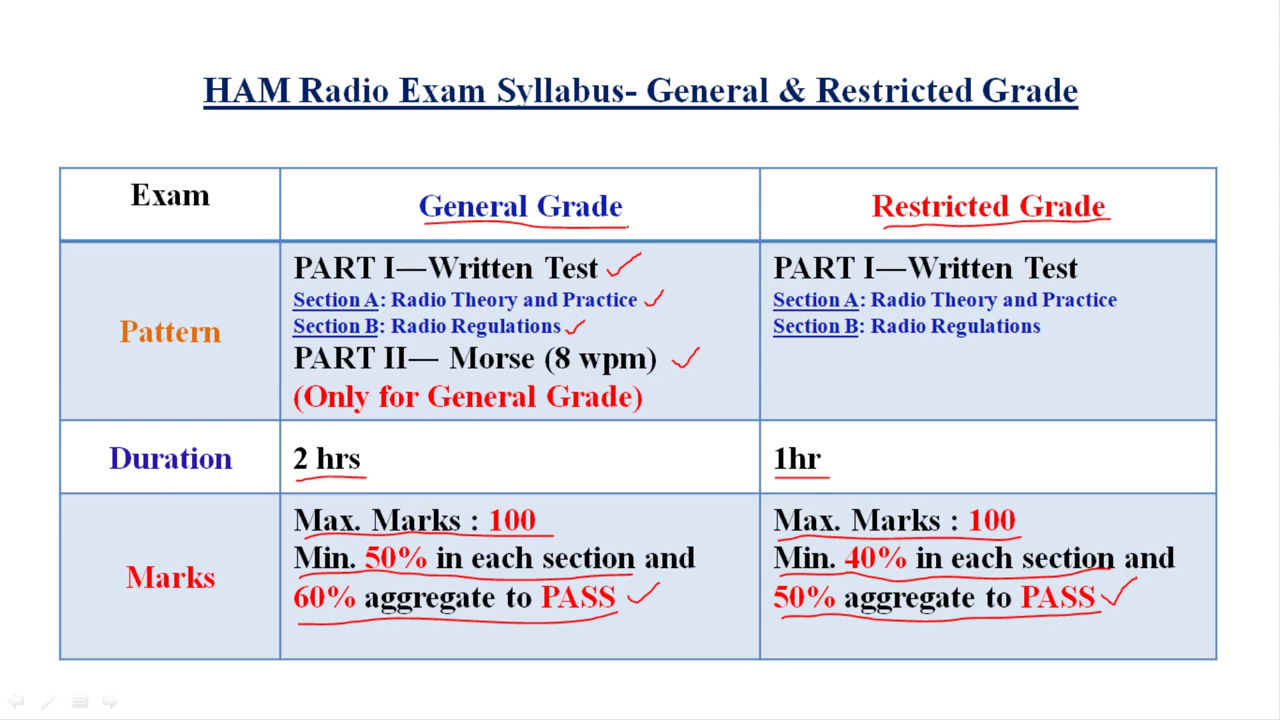 HAM Radio Exam Syllabus- General & Restricted Grade
Exam
General Grade
Restricted Grade
Pattern
PART I—Written Test
Section A: Radio Theory and Practice
Section B: Radio Regulations
PART II— Morse (8 wpm)
(Only for General Grade)
PART I—Written Test
Section A: Radio Theory and Practice
Section B: Radio Regulations
Duration
2 hrs
1hr
Marks
Max. Marks : 100
Min. 50% in each section and
60% aggregate to PASS
Max. Marks : 100
Min. 40% in each section and
50% aggregate to PASS